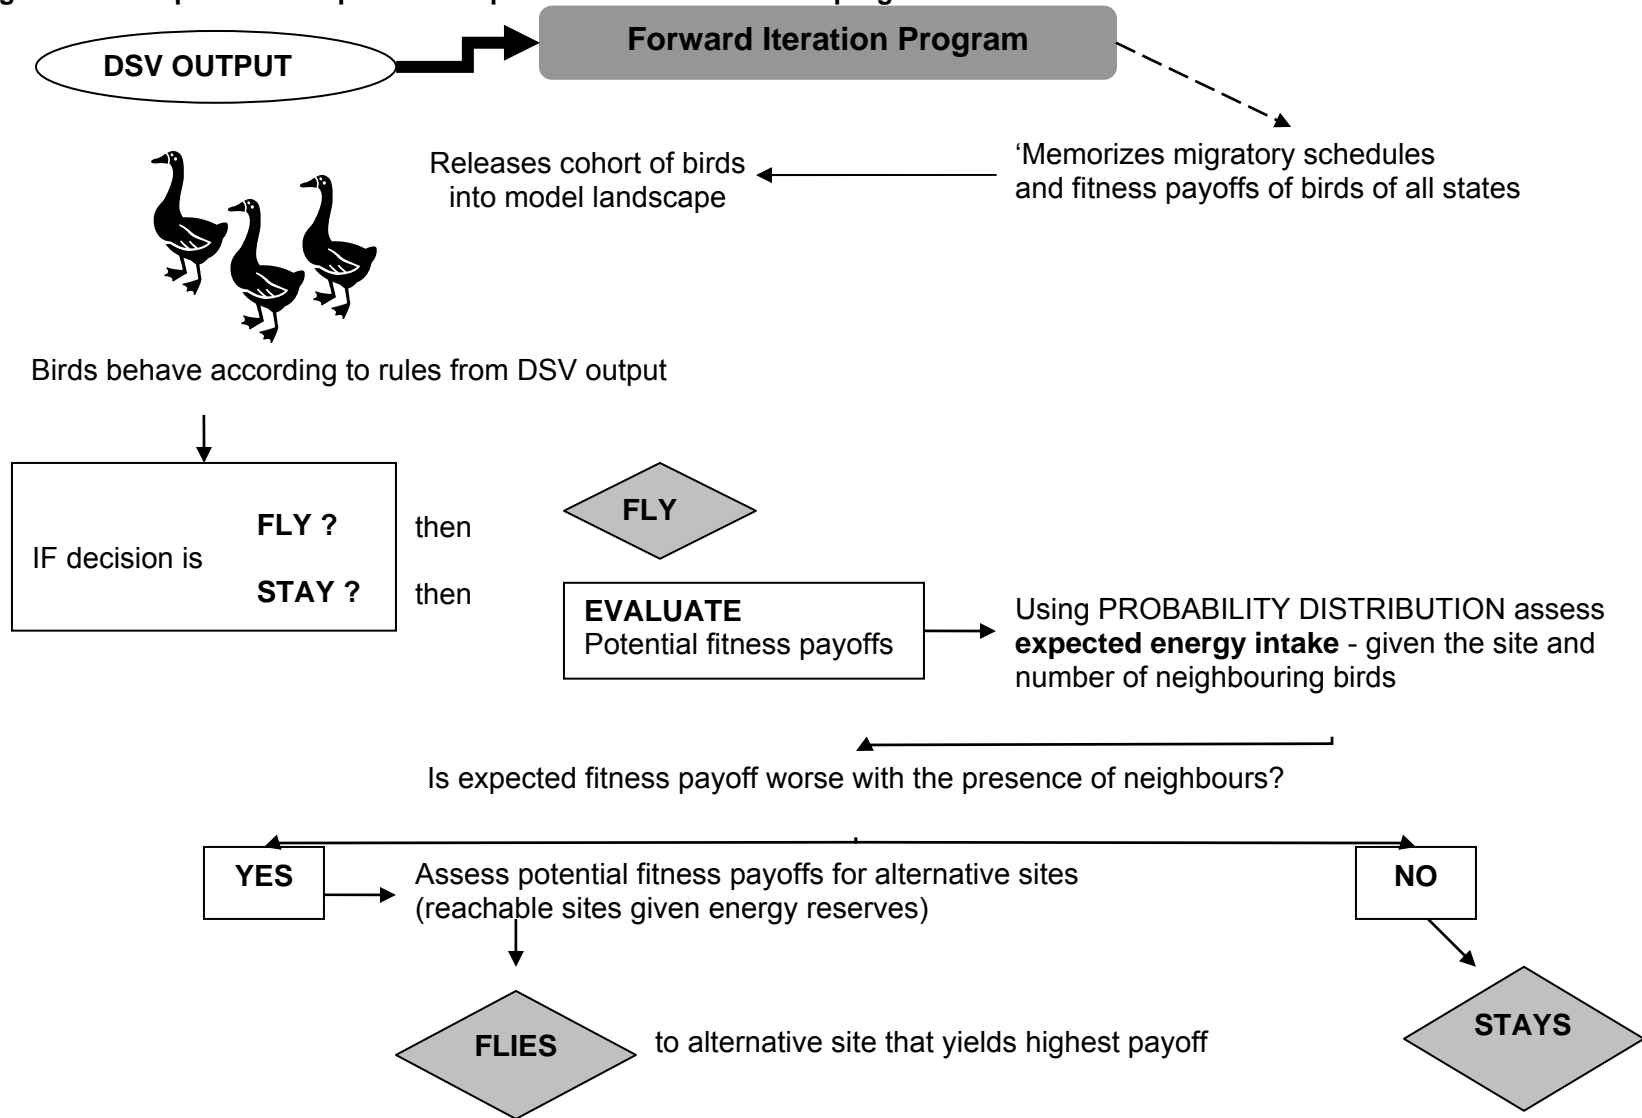 DSV OUTPUT
Forward Iteration Program
Releases cohort of birds
into model landscape
‘Memorizes migratory schedules
and fitness payoffs of birds of all states
Birds behave according to rules from DSV output
IF decision is
FLY ?
then
FLY
STAY ?
then
EVALUATE
Potential fitness payoffs
Using PROBABILITY DISTRIBUTION assess
expected energy intake - given the site and
number of neighbouring birds
Is expected fitness payoff worse with the presence of neighbours?
YES
Assess potential fitness payoffs for alternative sites
(reachable sites given energy reserves)
NO
FLIES
to alternative site that yields highest payoff
STAYS